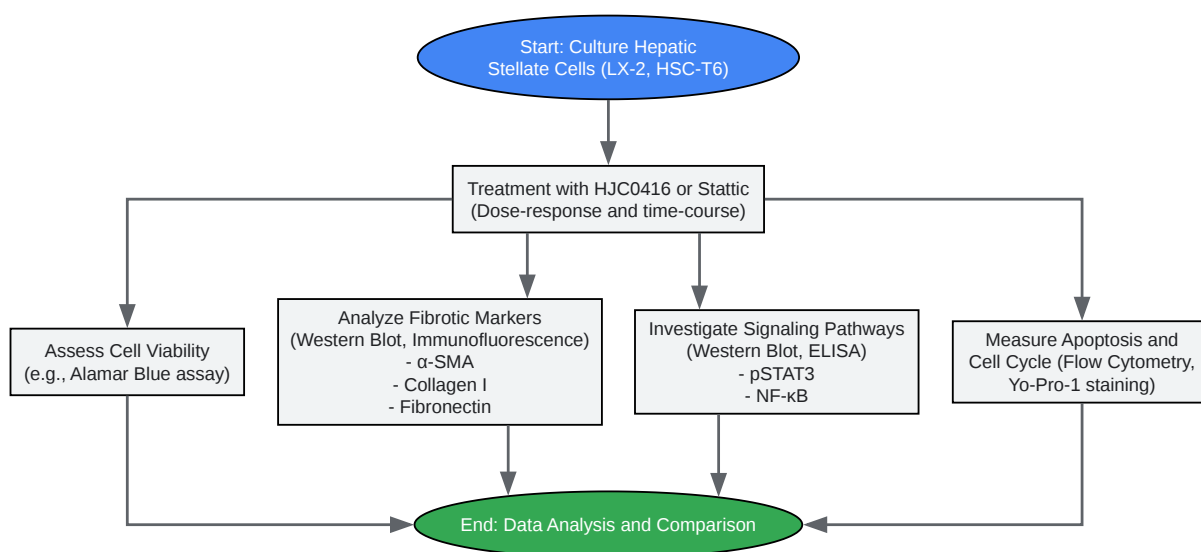 Start: Culture Hepatic
Stellate Cells (LX-2, HSC-T6)
Treatment with HJC0416 or Stattic
(Dose-response and time-course)
Assess Cell Viability
(e.g., Alamar Blue assay)
Analyze Fibrotic Markers
(Western Blot, Immunofluorescence)
- α-SMA
- Collagen I
- Fibronectin
Investigate Signaling Pathways
(Western Blot, ELISA)
- pSTAT3
- NF-κB
Measure Apoptosis and
Cell Cycle (Flow Cytometry,
Yo-Pro-1 staining)
End: Data Analysis and Comparison